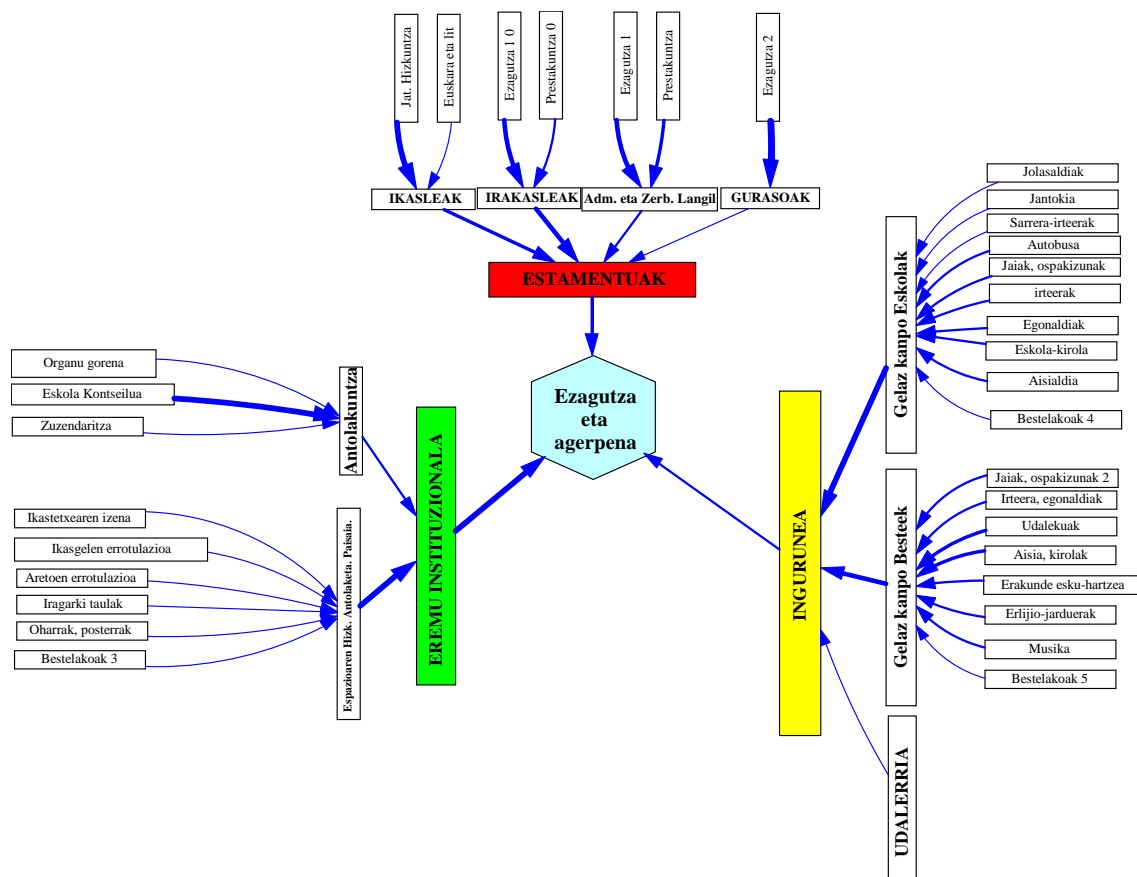 Jat. Hizkuntza
Euskara eta lit
Ezagutza 1 0
Prestakuntza 0
Ezagutza 1
Prestakuntza
Ezagutza 2
IKASLEAK
IRAKASLEAK
Adm. eta Zerb. Langil
GURASOAK
ESTAMENTUAK
Ezagutza
eta
agerpena
Organu gorena
Eskola Kontseilua
Zuzendaritza
Antolakuntza
Ikastetxearen izena
Ikasgelen errotulazioa
Aretoen errotulazioa
Iragarki taulak
Oharrak, posterrak
Bestelakoak 3
Espazioaren Hizk. Antolaketa. Paisaia.
EREMU INSTITUZIONALA
INGURUNEA
Gelaz kanpo Eskolak
Jolasaldiak
Jantokia
Sarrera-irteerak
Autobusa
Jaiak, ospakizunak
irteerak
Egonaldiak
Eskola-kirola
Aisialdia
Bestelakoak 4
Gelaz kanpo Besteek
Jaiak, ospakizunak 2
Irteera, egonaldiak
Udalekuak
Aisia, kirolak
Erakunde esku-hartzea
Erlijio-jarduerak
Musika
Bestelakoak 5
UDALERRIA